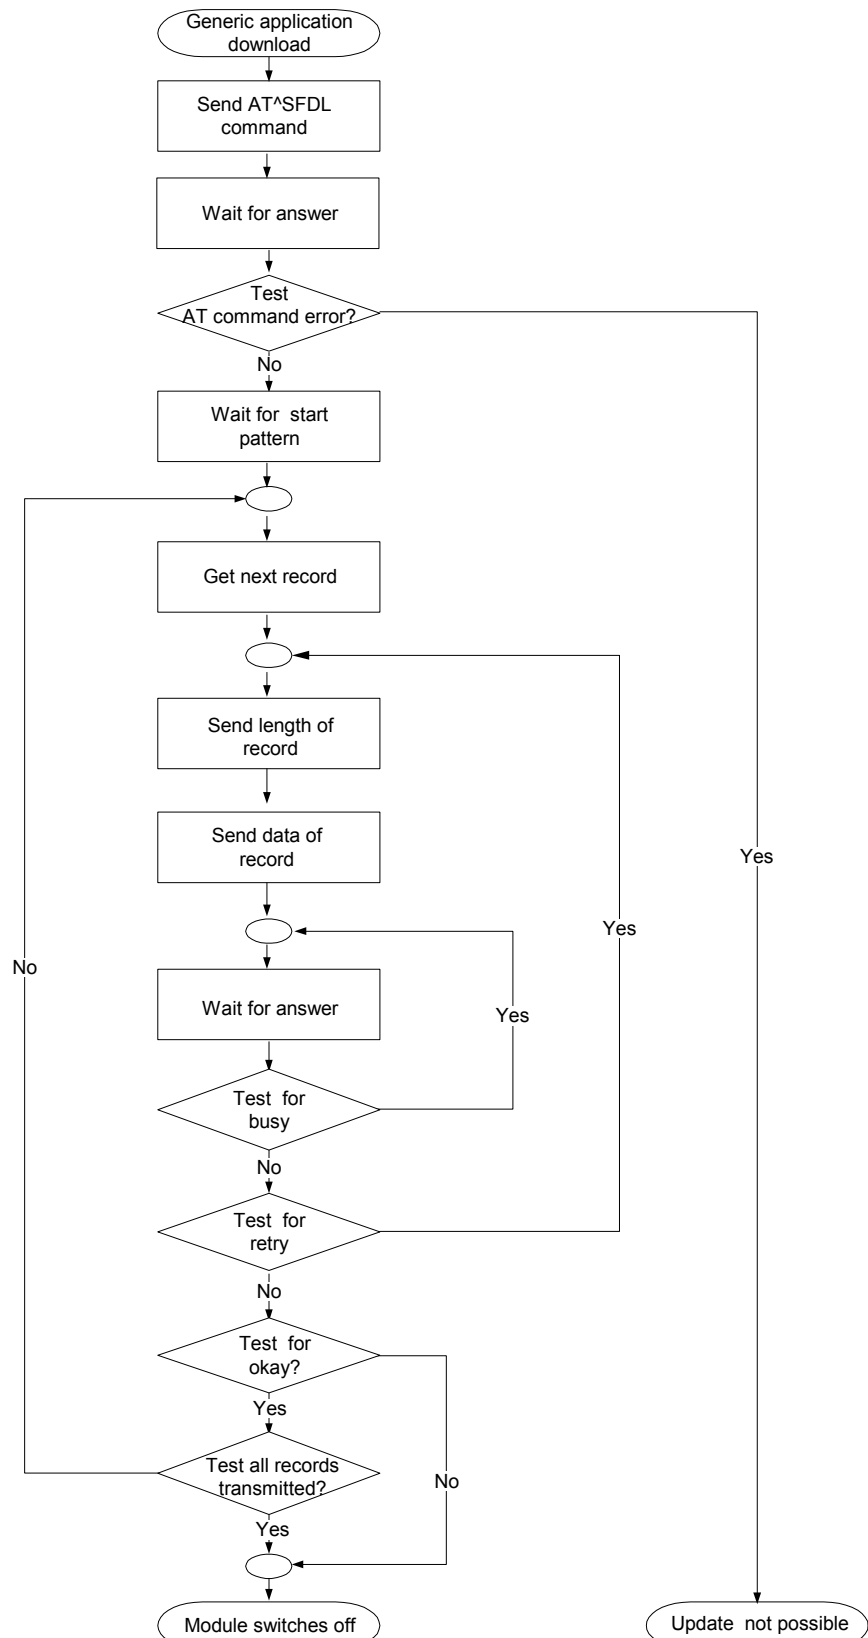 Generic application
download
Send AT^SFDL
command
Wait for answer
Test
AT command error?
No
Wait for start
pattern
Get next record
Send length of
record
Send data of
record
Yes
Yes
No
Wait for answer
Yes
Test for
busy
No
Test for
retry
No
Test for
okay?
Yes
Test all records
transmitted?
No
Yes
Module switches off
Update not possible